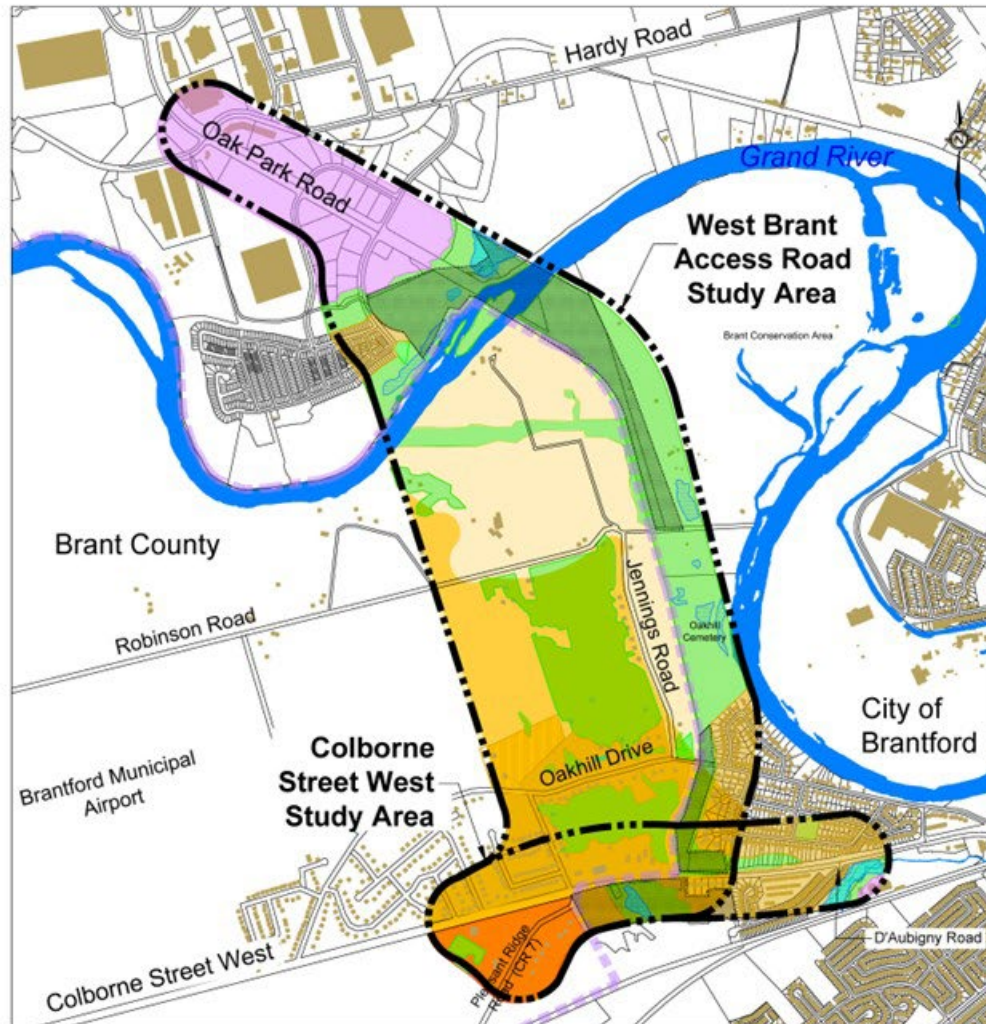 Hardy Road
Oak Park Road
Grand River
West Brant
Access Road
Study Area
Brant Conservation Area
Brant County
Robinson Road
Jennings Road
Oakhill
Cemetery
City of
Brantford
Colborne
Street West
Study Area
Oakhill Drive
Brantford Municipal
Airport
Colborne Street West
Pleasant Ridge
Road (CR 7)
D'Aubigny Road